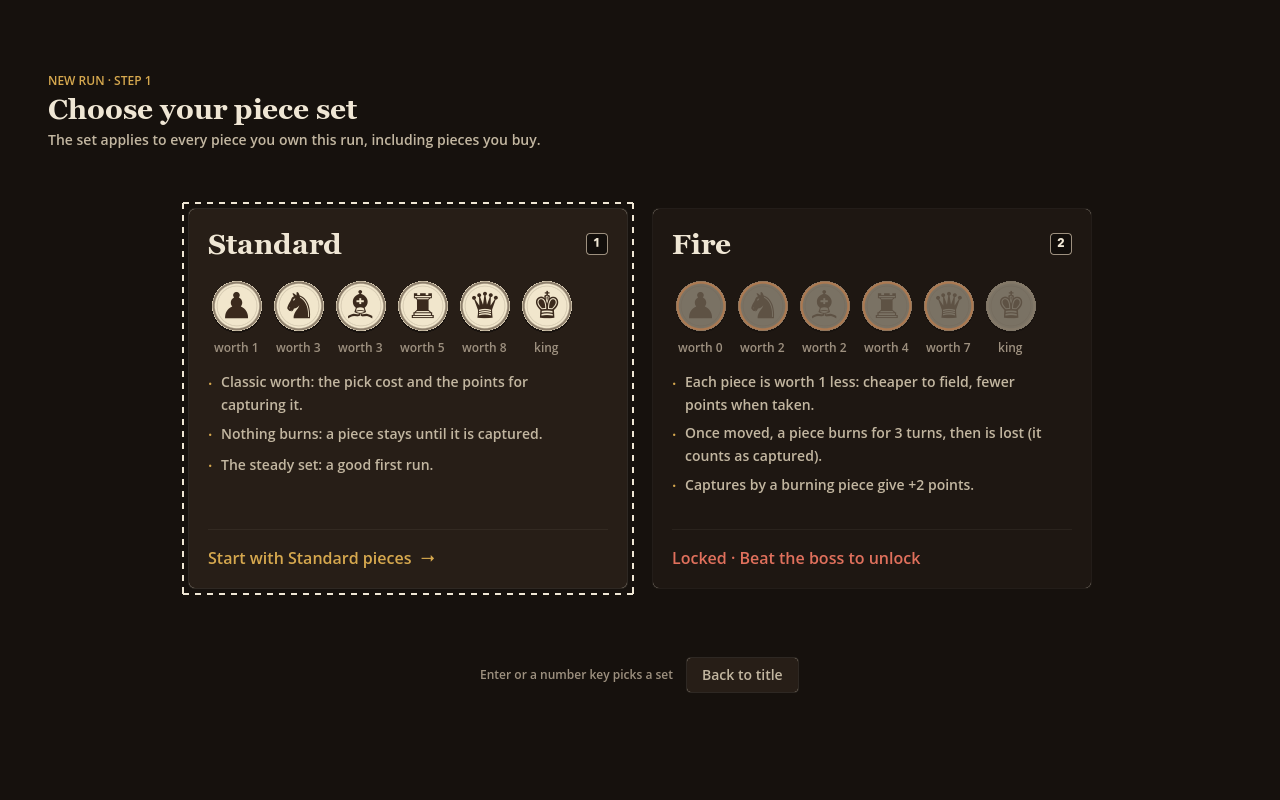 NEW RUN · STEP 1
Choose your piece set
The set applies to every piece you own this run, including pieces you buy.
Standard
1
worth 1 worth 3 worth 3 worth 5 worth 8 king
· Classic worth: the pick cost and the points for
capturing it.
· Nothing burns: a piece stays until it is captured.
· The steady set: a good first run.
Start with Standard pieces →
Fire
2
worth 0 worth 2 worth 2 worth 4 worth 7 king
· Each piece is worth 1 less: cheaper to field, fewer
points when taken.
· Once moved, a piece burns for 3 turns, then is lost (it
counts as captured).
· Captures by a burning piece give +2 points.
Locked · Beat the boss to unlock
Enter or a number key picks a set
Back to title